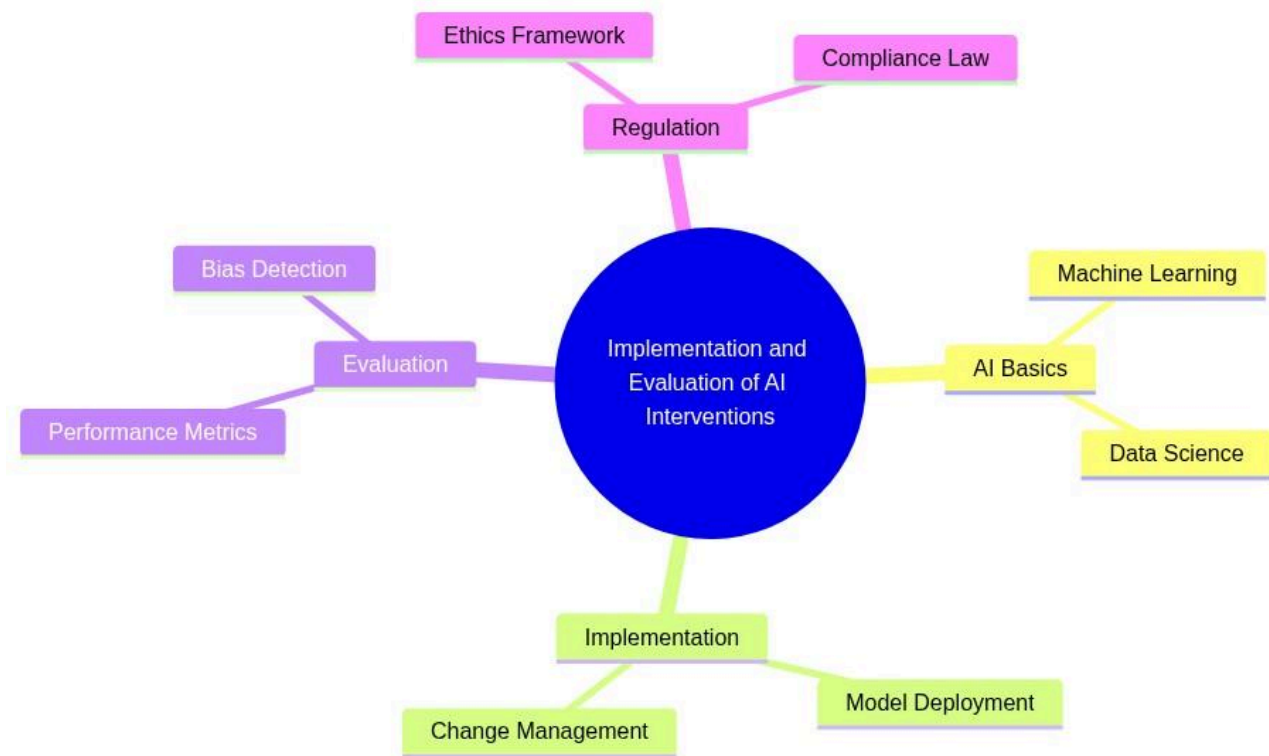 Ethics Framework
Compliance Law
Regulation
Bias Detection
Machine Learning
Implementation and
Evaluation of AI
Interventions
Evaluation
AI Basics
Performance Metrics
Data Science
Implementation
Model Deployment
Change Management